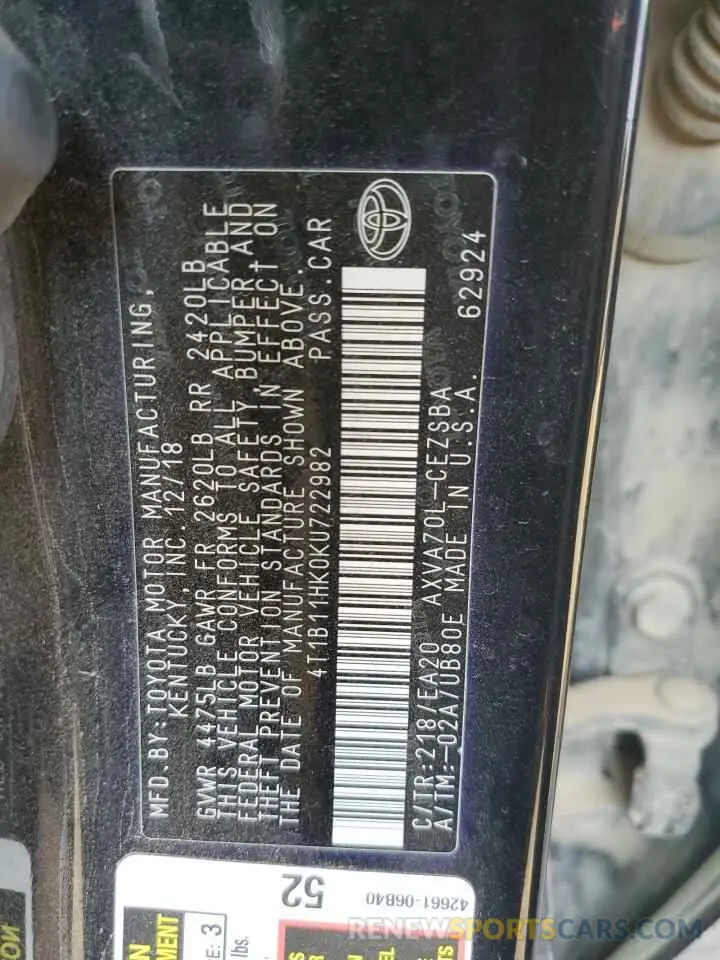 MFD.BY:TOYOTA MOTOR MANUFACTURING,
KENTUCKY, INC. 12/18
GVWR 4475LB GAWR FR 2620LB RR 2420LB
THIS VEHICLE CONFORMS TO ALL APPLICABLE
FEDERAL MOTOR VEHICLE SAFETY, BUMPER, AND
THEFT PREVENTION STANDARDS IN EFFECT ON
THE DATE OF MANUFACTURE SHOWN ABOVE.
4T1B11HK0KU722982 PASS.CAR
C/TR:218/EA20 AXVA70L-CEZSBA
A/TM:-02A/UB80E MADE IN U.S.A. 62924
52
42661-06B40
E: 3
lbs.
RENEWSPORTSCARS.COM